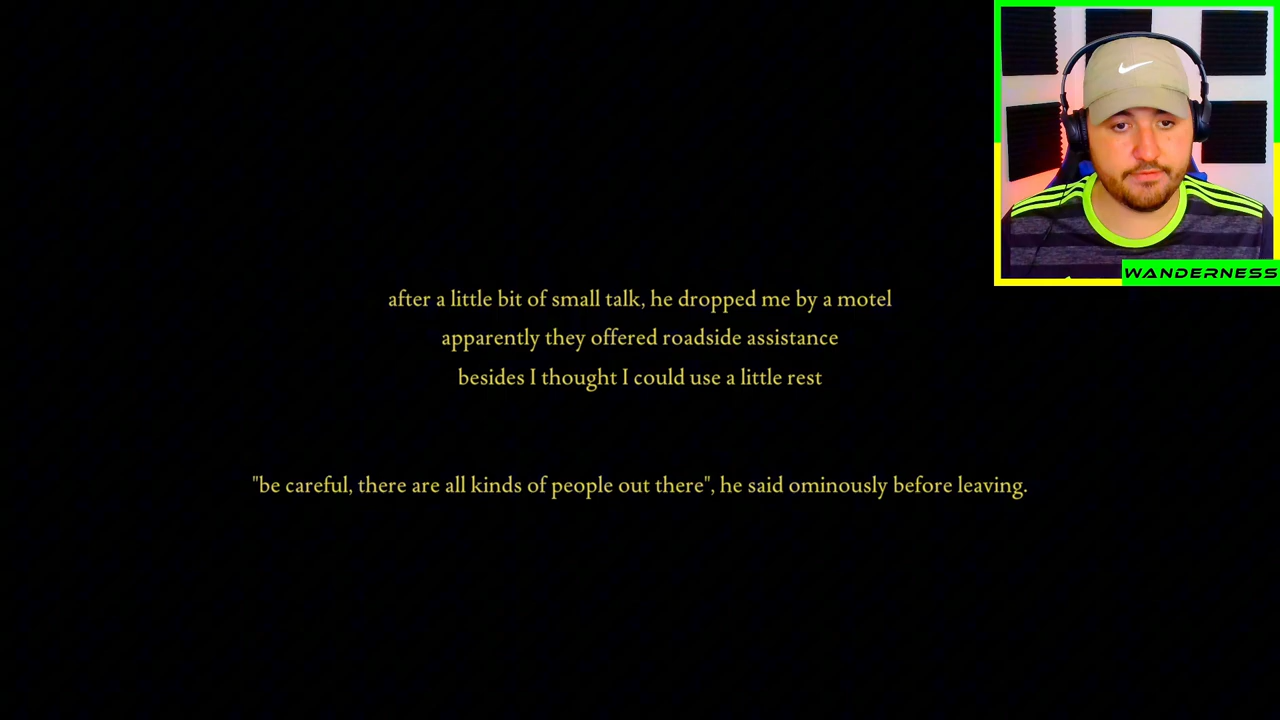 after a little bit of small talk, he dropped me by a motel
apparently they offered roadside assistance
besides I thought I could use a little rest
"be careful, there are all kinds of people out there", he said ominously before leaving.
WANDERNESS